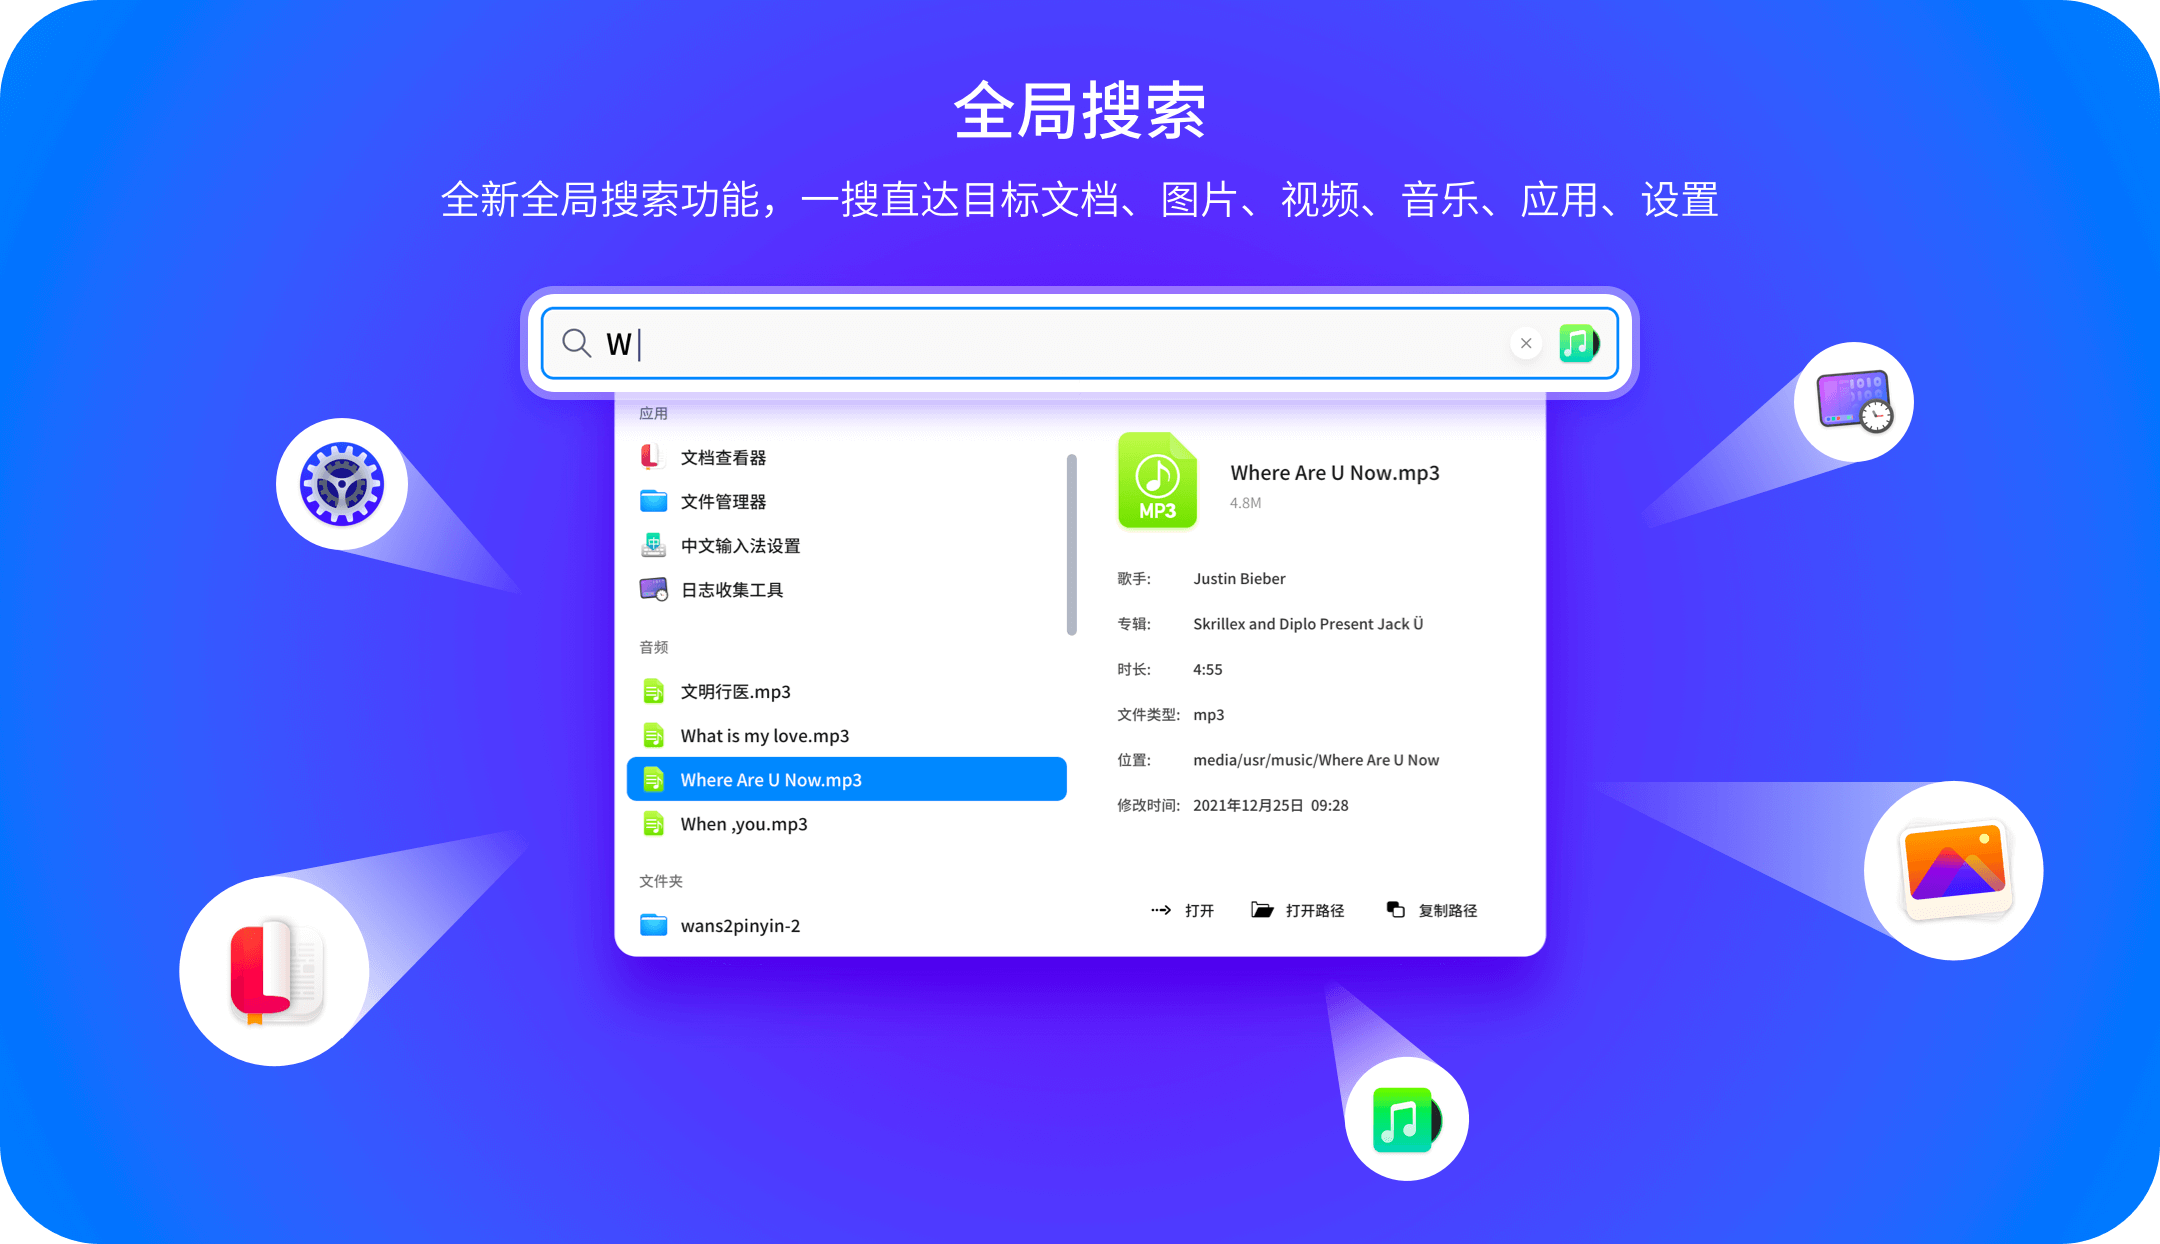 全局搜索
全新全局搜索功能，一搜直达目标文档、图片、视频、音乐、应用、设置
W
应用
文档查看器
文件管理器
中文输入法设置
日志收集工具
音频
文明行医.mp3
What is my love.mp3
Where Are U Now.mp3
When ,you.mp3
文件夹
wans2pinyin-2
MP3
Where Are U Now.mp3
4.8M
歌手: Justin Bieber
专辑: Skrillex and Diplo Present Jack Ü
时长: 4:55
文件类型: mp3
位置: media/usr/music/Where Are U Now
修改时间: 2021年12月25日 09:28
打开 打开路径 复制路径